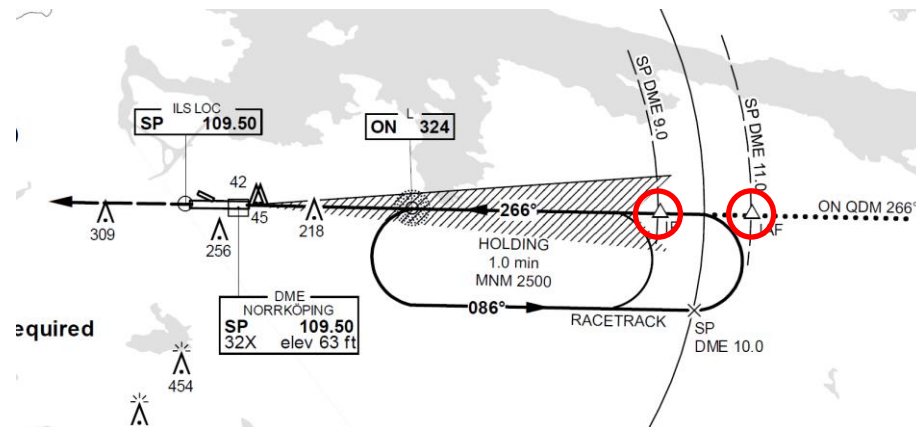 ILS LOC
SP 109.50
L
ON 324
SP DME 9.0
SP DME 11.0
42
45
309
256
218
266°
ON QDM 266°
HOLDING
1.0 min
MNM 2500
DME
NORRKÖPING
SP 109.50
32X elev 63 ft
086°
RACETRACK
SP
DME 10.0
equired
454